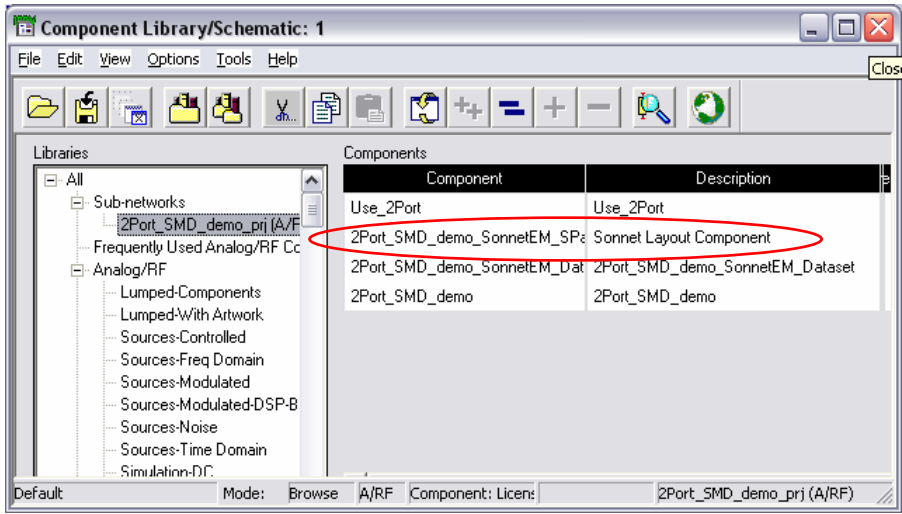 Component Library/Schematic: 1
File Edit View Options Tools Help
Close
Libraries
Components
All
Sub-networks
2Port_SMD_demo_prj (A/F
Frequently Used Analog/RF Co
Analog/RF
Lumped-Components
Lumped-With Artwork
Sources-Controlled
Sources-Freq Domain
Sources-Modulated
Sources-Modulated-DSP-B
Sources-Noise
Sources-Time Domain
Simulation-DC
Component Description
Use_2Port Use_2Port
2Port_SMD_demo_SonnetEM_SPa Sonnet Layout Component
2Port_SMD_demo_SonnetEM_Dat 2Port_SMD_demo_SonnetEM_Dataset
2Port_SMD_demo 2Port_SMD_demo
Default Mode: Browse A/RF Component: Licens 2Port_SMD_demo_prj (A/RF)